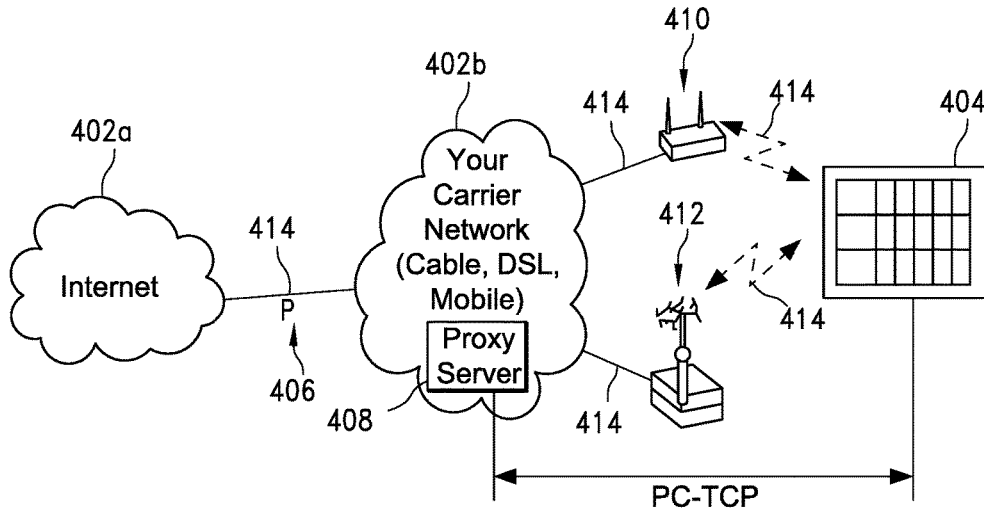 410
402b
414
414
404
402a
Your
Carrier
Network
(Cable, DSL,
Mobile)
412
414
Internet
P
414
Proxy
Server
406
408
414
PC-TCP